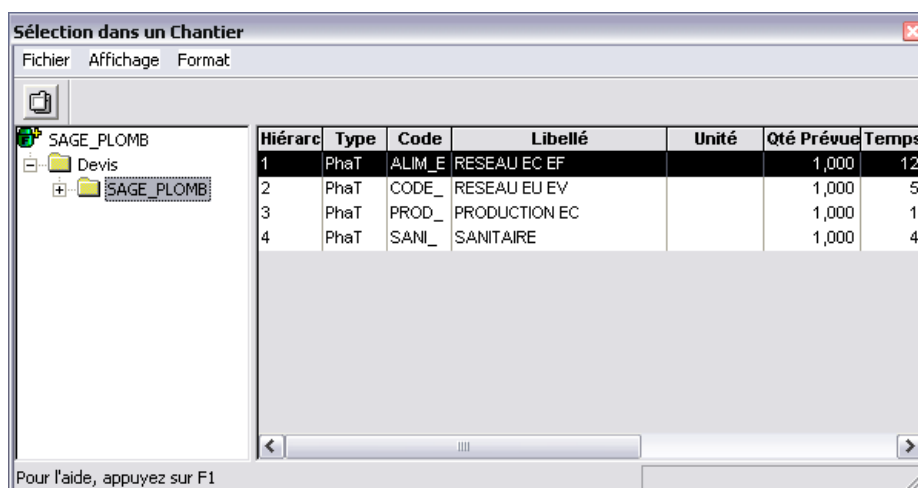 Sélection dans un Chantier
Fichier Affichage Format
SAGE_PLOMB
Devis
SAGE_PLOMB
Hiérarc Type Code Libellé Unité Qté Prévue Temps
1 PhaT ALIM_E RESEAU EC EF 1,000 12
2 PhaT CODE_ RESEAU EU EV 1,000 5
3 PhaT PROD_ PRODUCTION EC 1,000 1
4 PhaT SANI_ SANITAIRE 1,000 4
Pour l'aide, appuyez sur F1